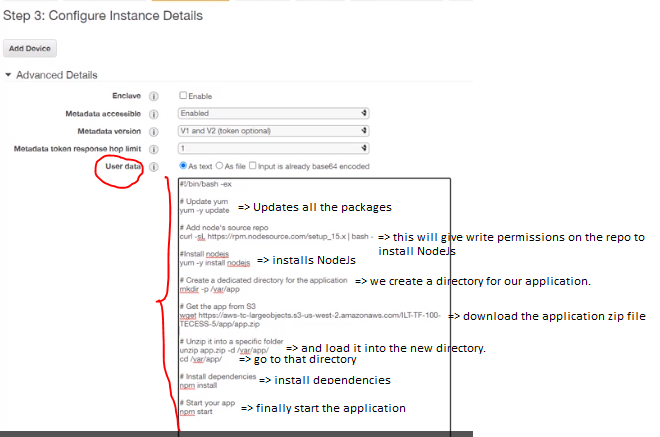 Step 3: Configure Instance Details
Add Device
Advanced Details
Enclave Enable
Metadata accessible Enabled
Metadata version V1 and V2 (token optional)
Metadata token response hop limit 1
User data As text As file Input is already base64 encoded
#!/bin/bash -ex
# Update yum
yum -y update => Updates all the packages
# Add node's source repo
curl -sL https://rpm.nodesource.com/setup_15.x | bash - => this will give write permissions on the repo to
install NodeJs
#Install nodejs
yum -y install nodejs => installs NodeJs
# Create a dedicated directory for the application => we create a directory for our application.
mkdir -p /var/app
# Get the app from S3
wget https://aws-tc-largeobjects.s3-us-west-2.amazonaws.com/ILT-TF-100-
TECESS-5/app/app.zip => download the application zip file
# Unzip it into a specific folder
unzip app.zip -d /var/app/ => and load it into the new directory.
cd /var/app/ => go to that directory
# Install dependencies
npm install => install dependencies
# Start your app
npm start => finally start the application